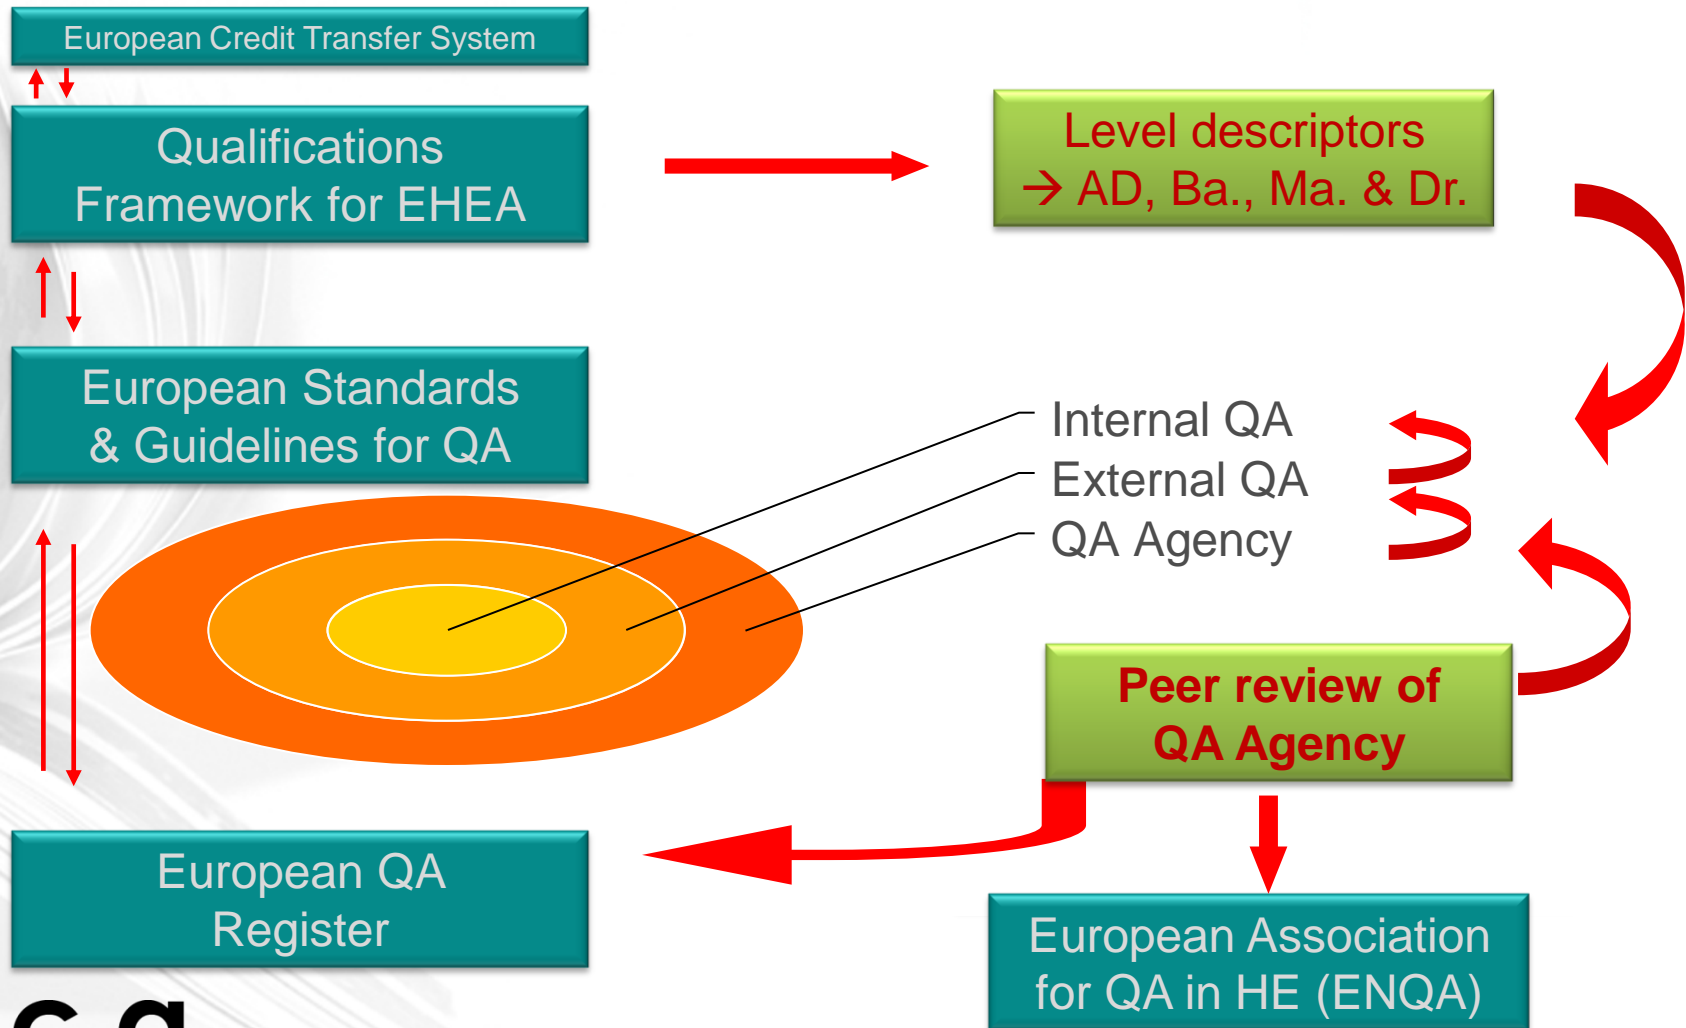 European Credit Transfer System
Qualifications
Framework for EHEA
Level descriptors
→ AD, Ba., Ma. & Dr.
European Standards
& Guidelines for QA
Internal QA
External QA
QA Agency
Peer review of
QA Agency
European QA
Register
European Association
for QA in HE (ENQA)